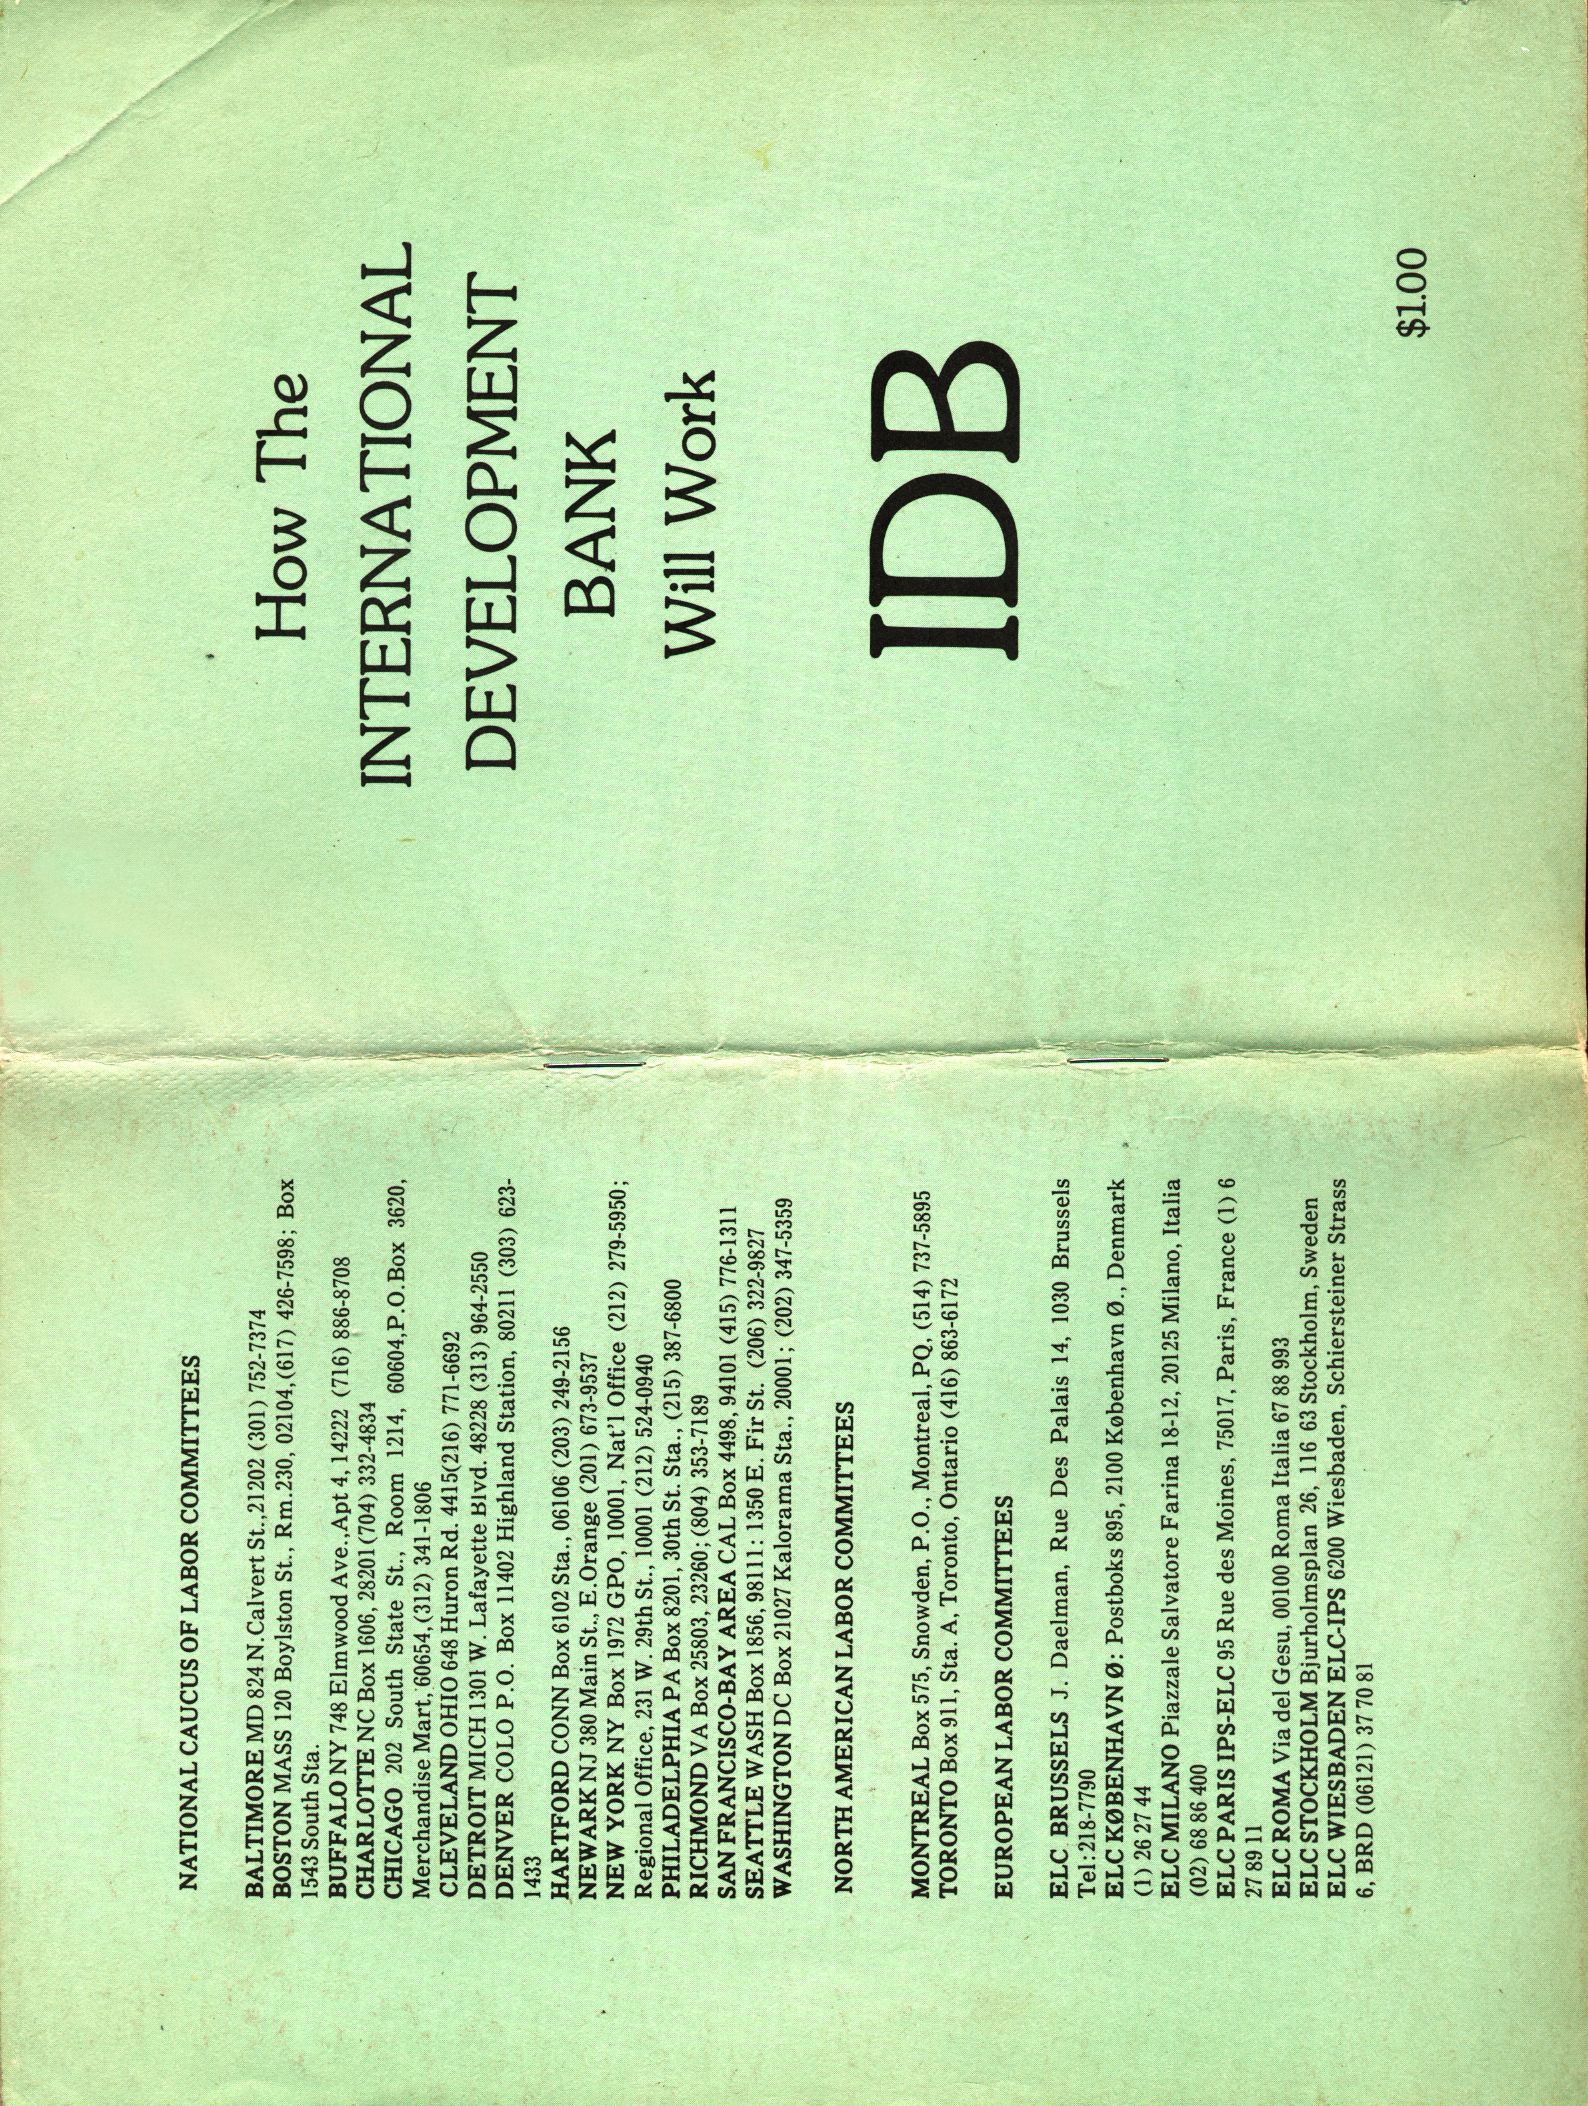 How The
INTERNATIONAL
DEVELOPMENT
BANK
Will Work
IDB
$1.00
NATIONAL CAUCUS OF LABOR COMMITTEES
BALTIMORE MD 824 N.Calvert St.,21202 (301) 752-7374
BOSTON MASS 120 Boylston St., Rm.230, 02104,(617) 426-7598; Box
1543 South Sta.
BUFFALO NY 748 Elmwood Ave.,Apt 4, 14222 (716) 886-8708
CHARLOTTE NC Box 1606, 28201(704) 332-4834
CHICAGO 202 South State St., Room 1214, 60604,P.O.Box 3620,
Merchandise Mart, 60654, (312) 341-1806
CLEVELAND OHIO 648 Huron Rd. 4415(216) 771-6692
DETROIT MICH 1301 W. Lafayette Blvd. 48228 (313) 964-2550
DENVER COLO P.O. Box 11402 Highland Station, 80211 (303) 623-
1433
HARTFORD CONN Box 6102 Sta., 06106 (203) 249-2156
NEWARK NJ 380 Main St., E.Orange (201) 673-9537
NEW YORK NY Box 1972 GPO, 10001, Nat'l Office (212) 279-5950;
Regional Office, 231 W. 29th St., 10001 (212) 524-0940
PHILADELPHIA PA Box 8201, 30th St. Sta., (215) 387-6800
RICHMOND VA Box 25803, 23260; (804) 353-7189
SAN FRANCISCO-BAY AREA CAL Box 4498, 94101 (415) 776-1311
SEATTLE WASH Box 1856, 98111: 1350 E. Fir St. (206) 322-9827
WASHINGTON DC Box 21027 Kalorama Sta., 20001; (202) 347-5359
NORTH AMERICAN LABOR COMMITTEES
MONTREAL Box 575, Snowden, P.O., Montreal, PQ, (514) 737-5895
TORONTO Box 911, Sta. A, Toronto, Ontario (416) 863-6172
EUROPEAN LABOR COMMITTEES
ELC BRUSSELS J. Daelman, Rue Des Palais 14, 1030 Brussels
Tel:218-7790
ELC KØBENHAVN Ø: Postboks 895, 2100 København Ø., Denmark
(1) 26 27 44
ELC MILANO Piazzale Salvatore Farina 18-12, 20125 Milano, Italia
(02) 68 86 400
ELC PARIS IPS-ELC 95 Rue des Moines, 75017, Paris, France (1) 6
27 89 11
ELC ROMA Via del Gesu, 00100 Roma Italia 67 88 993
ELC STOCKHOLM Bjurholmsplan 26, 116 63 Stockholm, Sweden
ELC WIESBADEN ELC-IPS 6200 Wiesbaden, Schiersteiner Strass
6, BRD (06121) 37 70 81